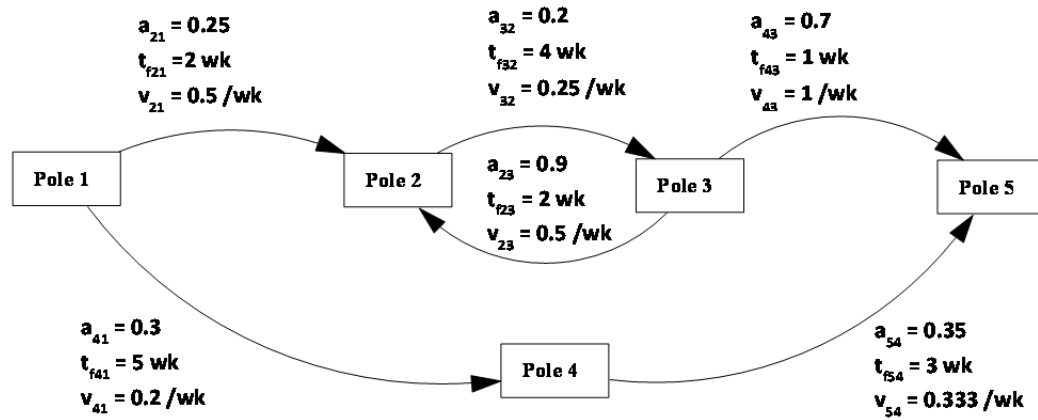 a21 = 0.25
tf21 = 2 wk
v21 = 0.5 /wk
a32 = 0.2
tf32 = 4 wk
v32 = 0.25 /wk
a43 = 0.7
tf43 = 1 wk
v43 = 1 /wk
Pole 1
Pole 2
a23 = 0.9
tf23 = 2 wk
v23 = 0.5 /wk
Pole 3
Pole 5
a41 = 0.3
tf41 = 5 wk
v41 = 0.2 /wk
Pole 4
a54 = 0.35
tf54 = 3 wk
v54 = 0.333 /wk